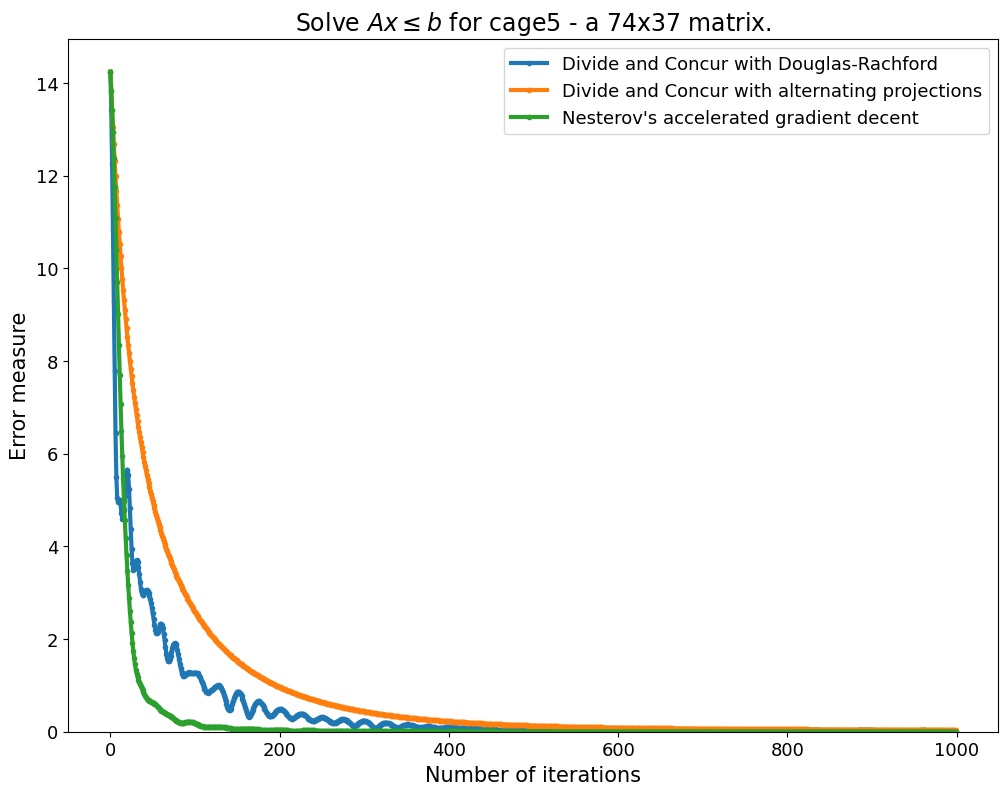 Solve Ax ≤ b for cage5 - a 74x37 matrix.
Divide and Concur with Douglas-Rachford
Divide and Concur with alternating projections
Nesterov's accelerated gradient decent
Error measure
14
12
10
8
6
4
2
0
0 200 400 600 800 1000
Number of iterations